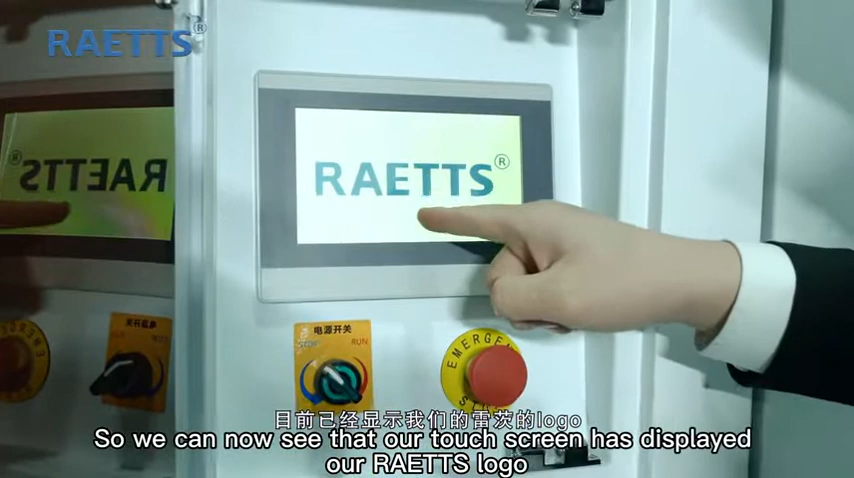 RAETTS®
RAETTS®
RAETTS®
电源开关
STOP RUN
EMERGENCY
目前已经显示我们的雷茨的logo
So we can now see that our touch screen has displayed
our RAETTS logo